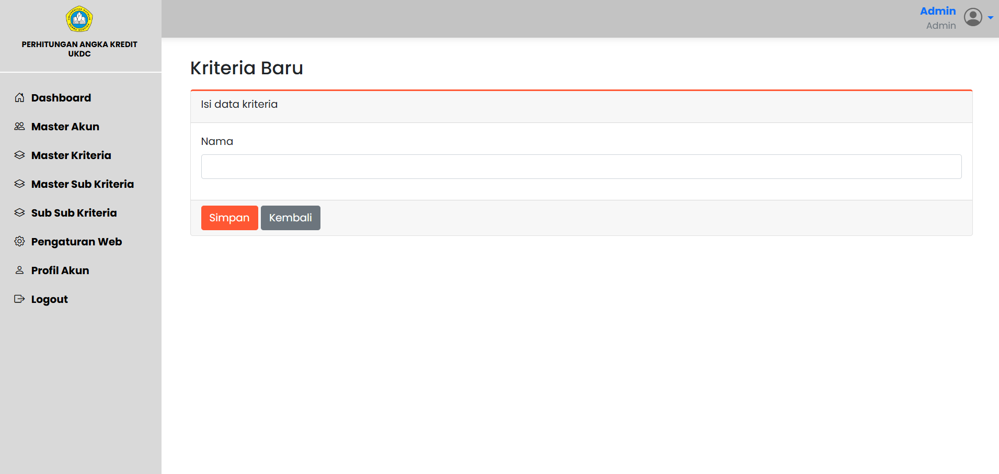 PERHITUNGAN ANGKA KREDIT
UKDC
Dashboard
Master Akun
Master Kriteria
Master Sub Kriteria
Sub Sub Kriteria
Pengaturan Web
Profil Akun
Logout
Admin
Admin
Kriteria Baru
Isi data kriteria
Nama
Simpan Kembali